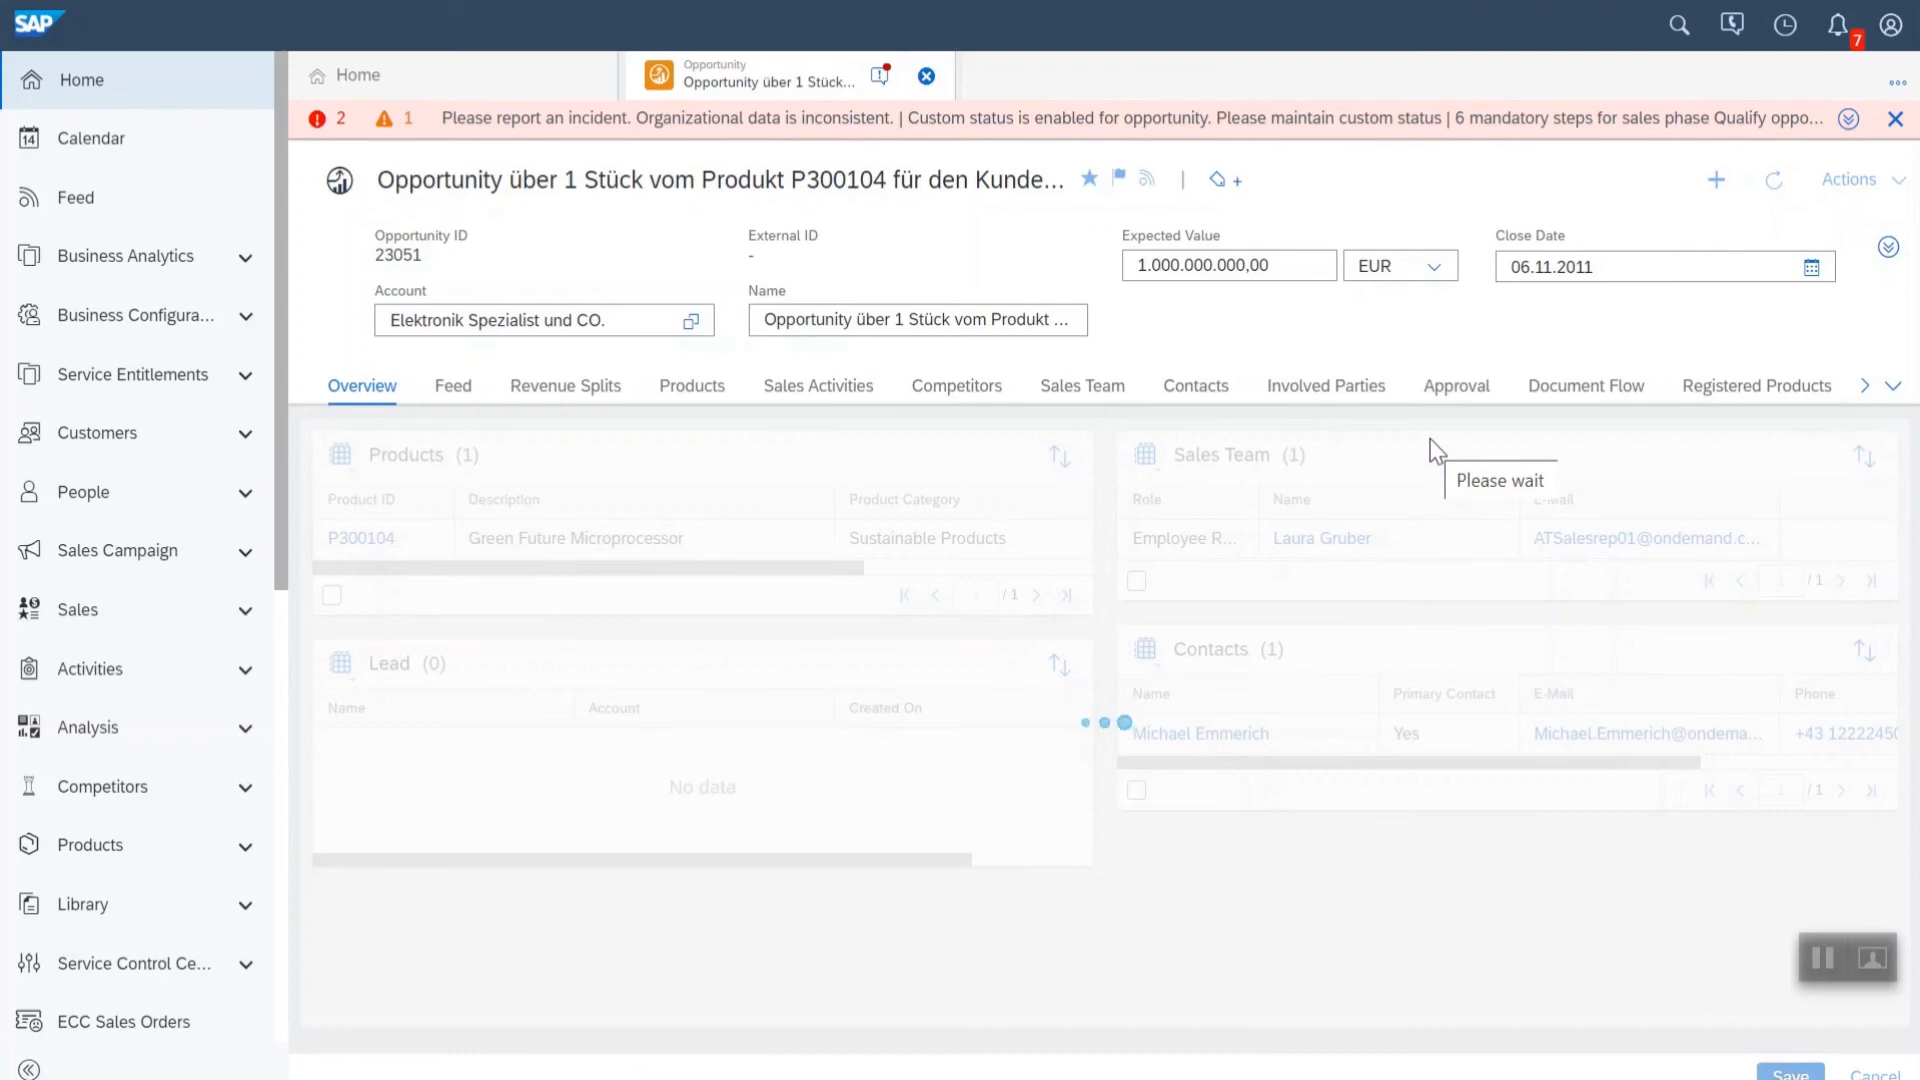 SAP
7
Home
Calendar
14
Feed
Business Analytics
Business Configura...
Service Entitlements
Customers
People
Sales Campaign
Sales
Activities
Analysis
Competitors
Products
Library
Service Control Ce...
ECC Sales Orders
Home
Opportunity
Opportunity über 1 Stück...
2 1 Please report an incident. Organizational data is inconsistent. | Custom status is enabled for opportunity. Please maintain custom status | 6 mandatory steps for sales phase Qualify oppo...
Opportunity über 1 Stück vom Produkt P300104 für den Kunde...
Actions
Opportunity ID
23051
External ID
-
Expected Value
1.000.000.000,00 EUR
Close Date
06.11.2011
Account
Elektronik Spezialist und CO.
Name
Opportunity über 1 Stück vom Produkt ...
Overview Feed Revenue Splits Products Sales Activities Competitors Sales Team Contacts Involved Parties Approval Document Flow Registered Products
Products (1)
Product ID Description Product Category
P300104 Green Future Microprocessor Sustainable Products
1 / 1
Sales Team (1)
Please wait
Role Name E-Mail
Employee R... Laura Gruber ATSalesrep01@ondemand.c...
1 / 1
Lead (0)
Name Account Created On
No data
Contacts (1)
Name Primary Contact E-Mail Phone
Michael Emmerich Yes Michael.Emmerich@ondema... +43 12222450
1 / 1
Save Cancel